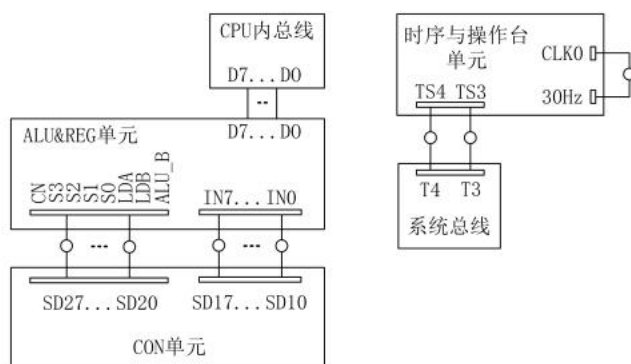 CPU内总线
D7...D0
ALU&REG单元
D7...D0
CN
S3
S2
S1
S0
LDA
LDB
ALU_B
IN7...IN0
SD27...SD20
SD17...SD10
CON单元
时序与操作台
单元
CLK0
30Hz
TS4 TS3
T4 T3
系统总线